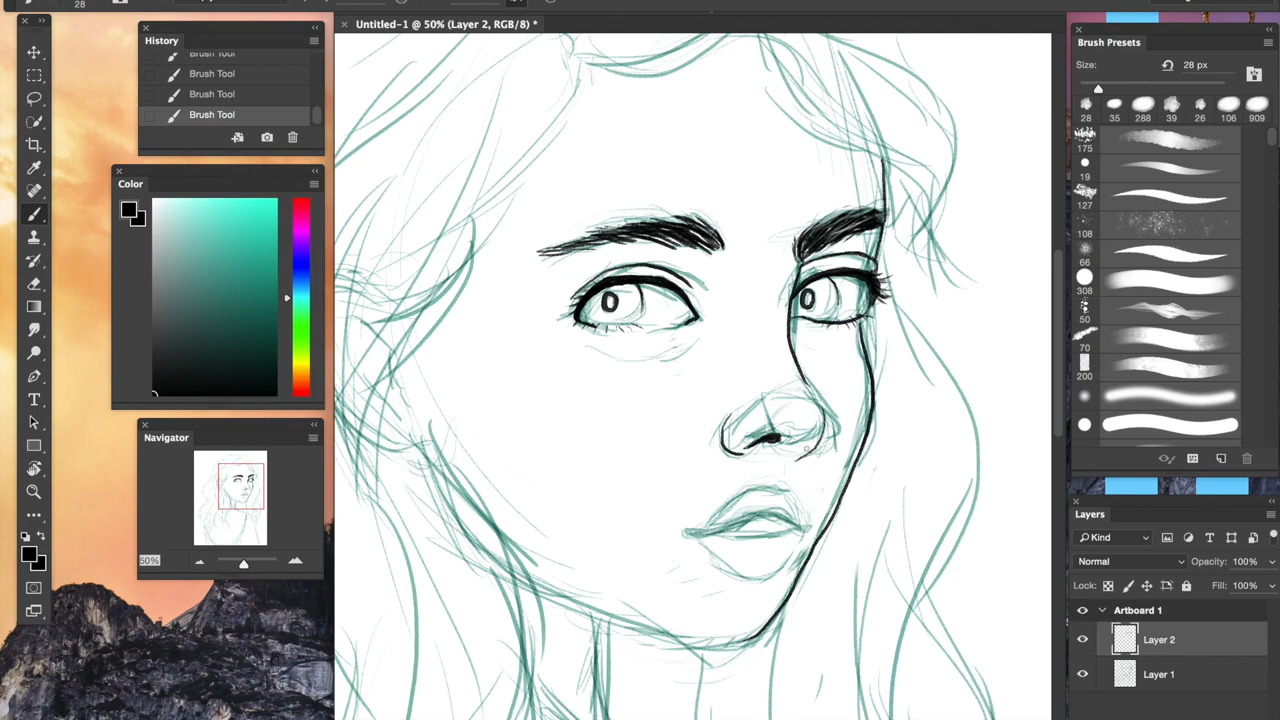 28
Untitled-1 @ 50% (Layer 2, RGB/8) *
History
Brush Tool
Brush Tool
Brush Tool
Brush Tool
Color
Navigator
50%
Brush Presets
Size:
28 px
28 35 288 39 26 106 909
175
19
127
108
66
308
50
70
200
Layers
Kind
Normal
Opacity: 100%
Lock:
Fill: 100%
Artboard 1
Layer 2
Layer 1